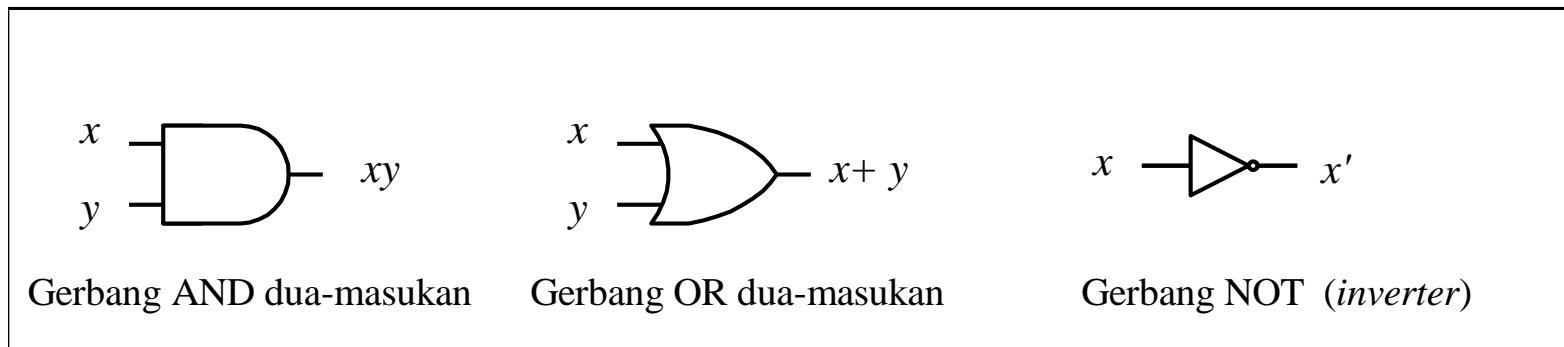 x
y
xy
Gerbang AND dua-masukan
x
y
x+ y
Gerbang OR dua-masukan
x
x'
Gerbang NOT (inverter)